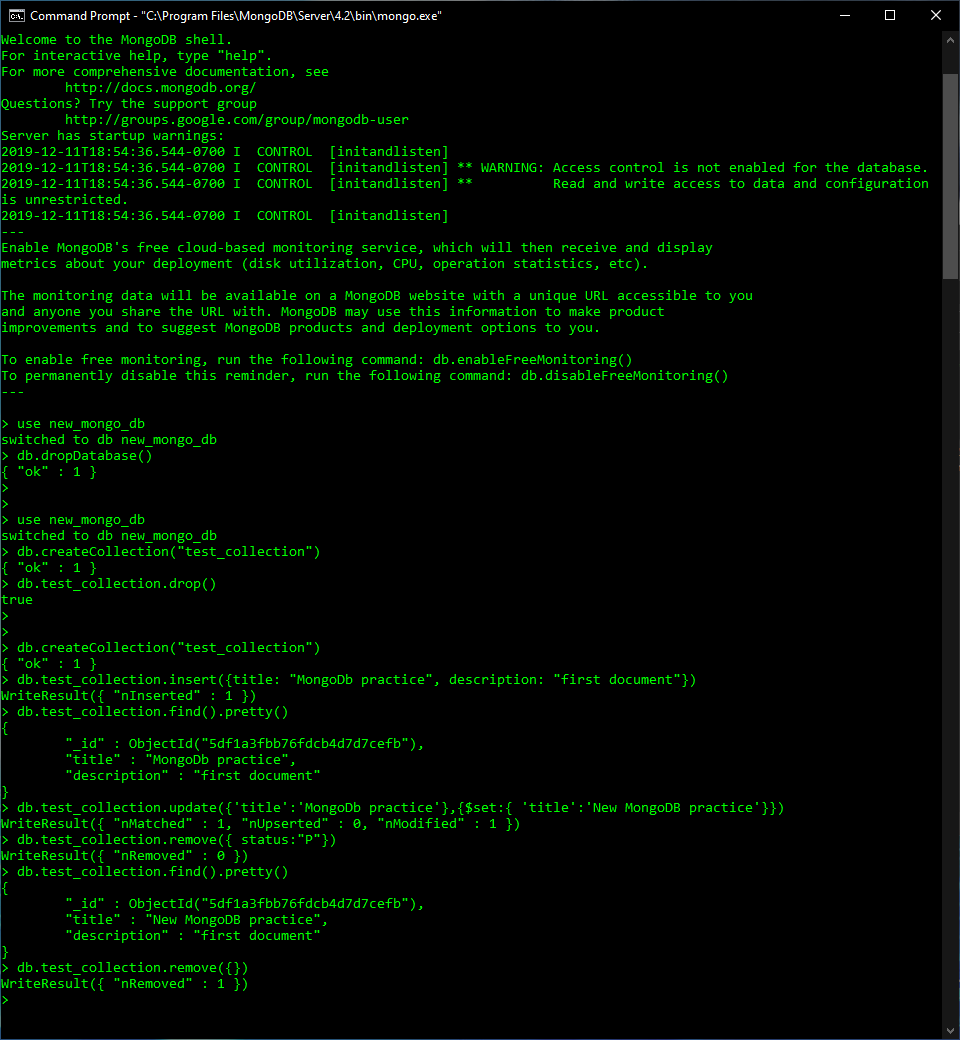 Command Prompt - "C:\Program Files\MongoDB\Server\4.2\bin\mongo.exe"
Welcome to the MongoDB shell.
For interactive help, type "help".
For more comprehensive documentation, see
        http://docs.mongodb.org/
Questions? Try the support group
        http://groups.google.com/group/mongodb-user
Server has startup warnings:
2019-12-11T18:54:36.544-0700 I  CONTROL  [initandlisten]
2019-12-11T18:54:36.544-0700 I  CONTROL  [initandlisten] ** WARNING: Access control is not enabled for the database.
2019-12-11T18:54:36.544-0700 I  CONTROL  [initandlisten] **          Read and write access to data and configuration
is unrestricted.
2019-12-11T18:54:36.544-0700 I  CONTROL  [initandlisten]
---
Enable MongoDB's free cloud-based monitoring service, which will then receive and display
metrics about your deployment (disk utilization, CPU, operation statistics, etc).

The monitoring data will be available on a MongoDB website with a unique URL accessible to you
and anyone you share the URL with. MongoDB may use this information to make product
improvements and to suggest MongoDB products and deployment options to you.

To enable free monitoring, run the following command: db.enableFreeMonitoring()
To permanently disable this reminder, run the following command: db.disableFreeMonitoring()
---

> use new_mongo_db
switched to db new_mongo_db
> db.dropDatabase()
{ "ok" : 1 }
>
>
> use new_mongo_db
switched to db new_mongo_db
> db.createCollection("test_collection")
{ "ok" : 1 }
> db.test_collection.drop()
true
>
>
> db.createCollection("test_collection")
{ "ok" : 1 }
> db.test_collection.insert({title: "MongoDb practice", description: "first document"})
WriteResult({ "nInserted" : 1 })
> db.test_collection.find().pretty()
{
        "_id" : ObjectId("5df1a3fbb76fdcb4d7d7cefb"),
        "title" : "MongoDb practice",
        "description" : "first document"
}
> db.test_collection.update({'title':'MongoDb practice'},{$set:{ 'title':'New MongoDB practice'}})
WriteResult({ "nMatched" : 1, "nUpserted" : 0, "nModified" : 1 })
> db.test_collection.remove({ status:"P"})
WriteResult({ "nRemoved" : 0 })
> db.test_collection.find().pretty()
{
        "_id" : ObjectId("5df1a3fbb76fdcb4d7d7cefb"),
        "title" : "New MongoDB practice",
        "description" : "first document"
}
> db.test_collection.remove({})
WriteResult({ "nRemoved" : 1 })
>